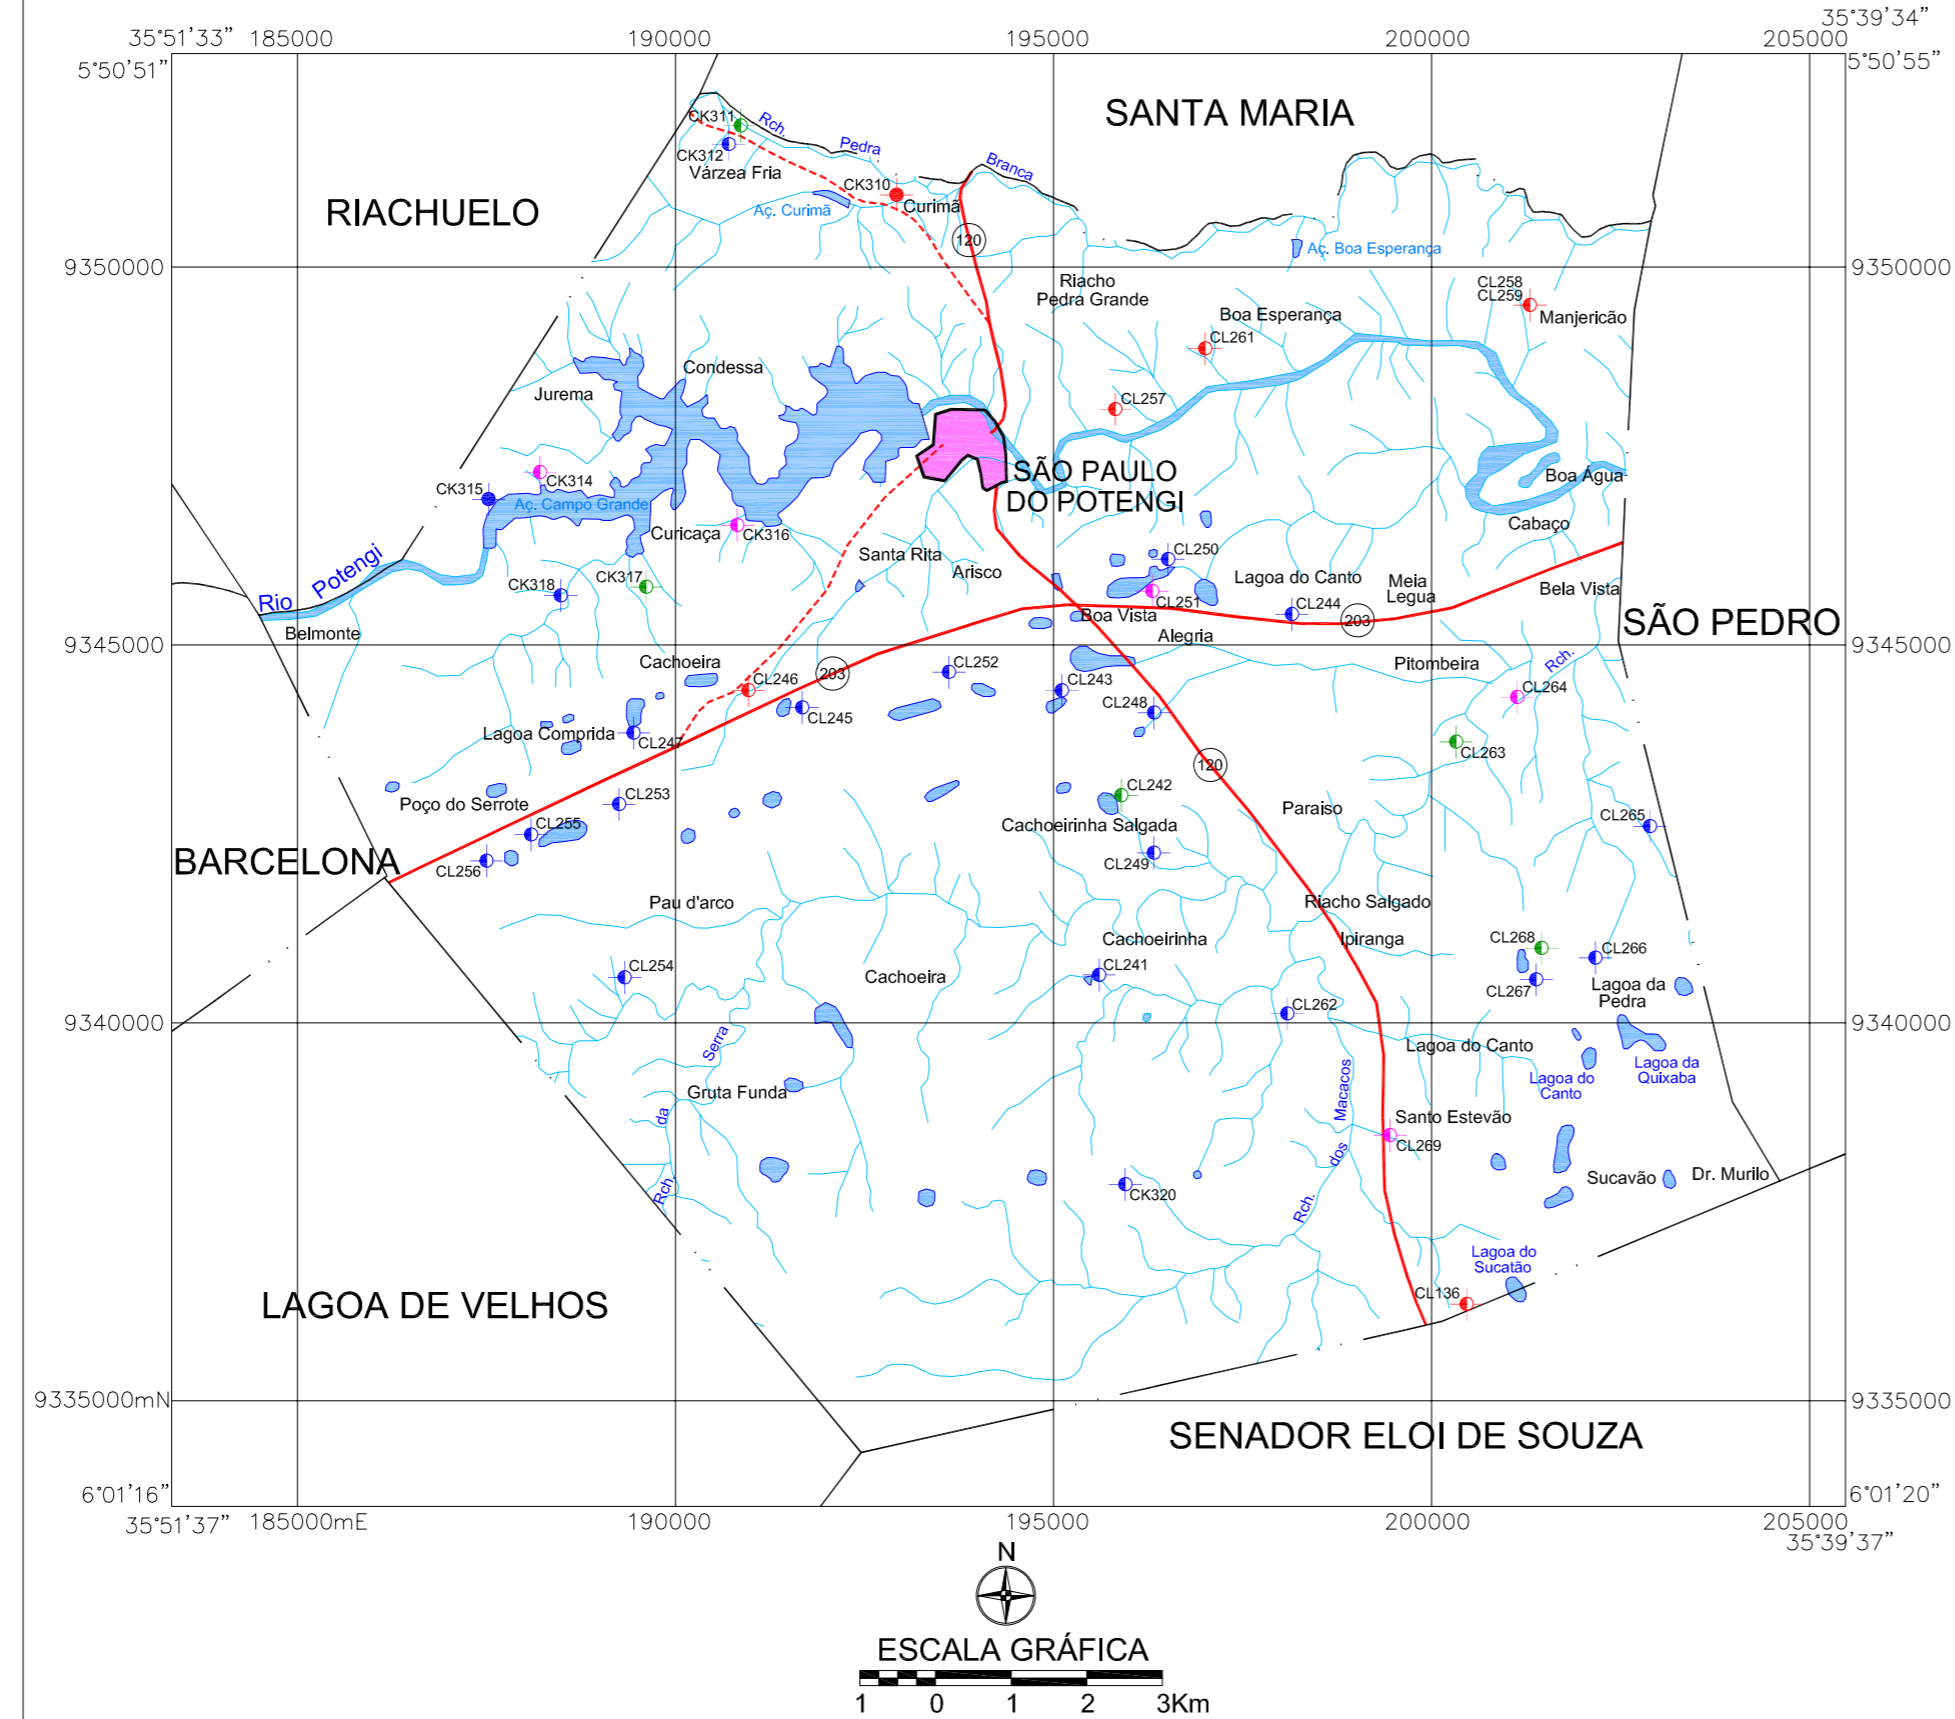 35°39'34"
35°51'33" 185000 190000 195000 200000 205000
5°50'51" 5°50'55"
SANTA MARIA
CK311
Rch. Pedra Branca
CK312
Várzea Fria
CK310
Curimã
Aç. Curimã
RIACHUELO
120
Aç. Boa Esperança
9350000 9350000
Riacho
Pedra Grande
CL258
CL259
Manjericão
Boa Esperança
CL261
Condessa
Jurema
CL257
SÃO PAULO
DO POTENGI
CK314
CK315
Aç. Campo Grande
Boa Água
Cabaço
Curicaça
CK316
Santa Rita
Arisco
CL250
Rio Potengi
CK318
CK317
CL251
Lagoa do Canto
Meia
Legua
Bela Vista
CL244
Boa Vista
203
SÃO PEDRO
Belmonte
Alegria
9345000 9345000
Cachoeira
203
CL252
Pitombeira
Rch.
CL246
CL243
CL264
CL245
CL248
Lagoa Comprida
CL247
CL263
120
CL242
Poço do Serrote
CL253
Paraiso
CL255
Cachoeirinha Salgada
CL265
BARCELONA
CL256
CL249
Pau d'arco
Riacho Salgado
Cachoeirinha
Ipiranga
CL268
CL266
CL254
Cachoeira
CL241
CL267
Lagoa da
Pedra
CL262
9340000 9340000
Lagoa do Canto
Rch. da Serra
Lagoa da
Quixaba
Lagoa do
Canto
Gruta Funda
Rch. dos Macacos
Santo Estevão
CL269
Sucavão
Dr. Murilo
CK320
Lagoa do
Sucatão
LAGOA DE VELHOS
CL136
9335000mN 9335000
SENADOR ELOI DE SOUZA
6°01'16" 6°01'20"
35°51'37" 185000mE 190000 195000 200000 205000
35°39'37"
N
ESCALA GRÁFICA
1 0 1 2 3Km